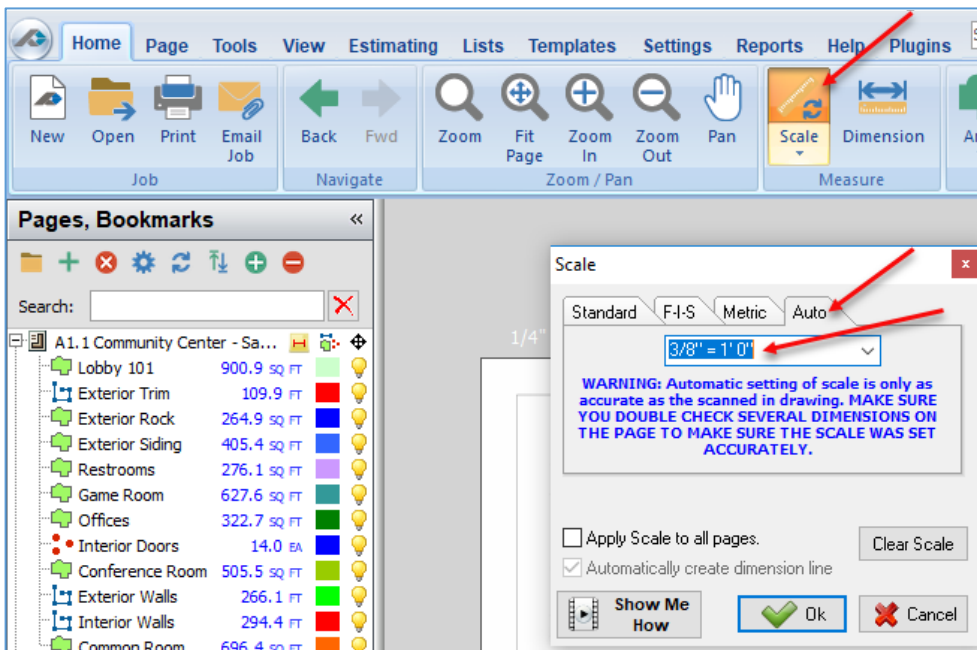 Home Page Tools View Estimating Lists Templates Settings Reports Help Plugins
New Open Print Email Job
Back Fwd
Zoom Fit Page Zoom In Zoom Out Pan
Scale Dimension
Job Navigate Zoom / Pan Measure
Pages, Bookmarks «
Search:
A1.1 Community Center - Sa...
Lobby 101 900.9 SQ FT
Exterior Trim 109.9 FT
Exterior Rock 264.9 SQ FT
Exterior Siding 405.4 SQ FT
Restrooms 276.1 SQ FT
Game Room 627.6 SQ FT
Offices 322.7 SQ FT
Interior Doors 14.0 EA
Conference Room 505.5 SQ FT
Exterior Walls 266.1 FT
Interior Walls 294.4 FT
Common Room 696.4 SQ FT
1/4"
Scale x
Standard F-I-S Metric Auto
3/8" = 1' 0"
WARNING: Automatic setting of scale is only as
accurate as the scanned in drawing. MAKE SURE
YOU DOUBLE CHECK SEVERAL DIMENSIONS ON
THE PAGE TO MAKE SURE THE SCALE WAS SET
ACCURATELY.
Apply Scale to all pages.
Clear Scale
Automatically create dimension line
Show Me
How
Ok
Cancel